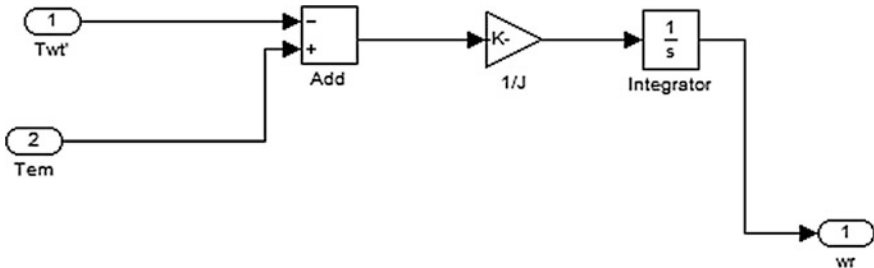 1
Twt'
−
+
Add
-K-
1/J
1
s
Integrator
2
Tem
1
wr